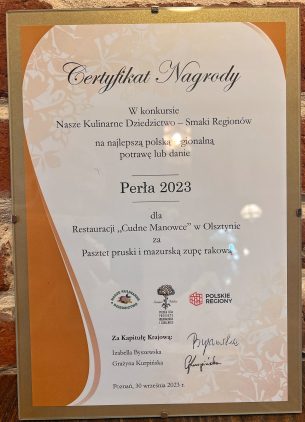 Certyfikat Nagrody
W konkursie
Nasze Kulinarne Dziedzictwo – Smaki Regionów
na najlepszą polską regionalną
potrawę lub danie
Perła 2023
dla
Restauracji „Cudne Manowce” w Olsztynie
za
Pasztet pruski i mazurską zupę rakową
POLSKIE
REGIONY
Za Kapitułę Krajową:
Izabella Byszewska
Grażyna Kurpińska
Poznań, 30 września 2023 r.